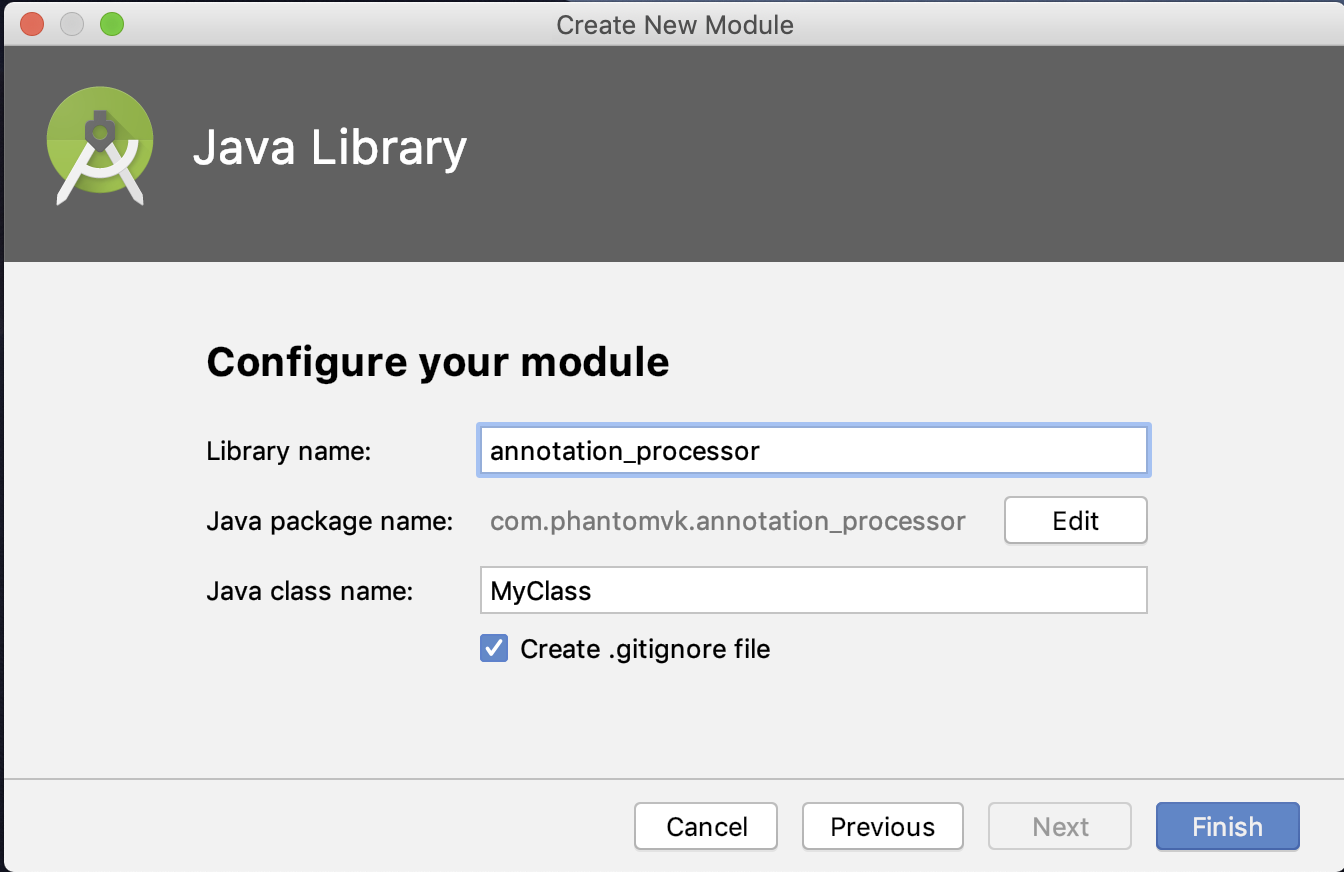 Create New Module
Java Library
Configure your module
Library name: annotation_processor
Java package name: com.phantomvk.annotation_processor Edit
Java class name: MyClass
Create .gitignore file
Cancel Previous Next Finish